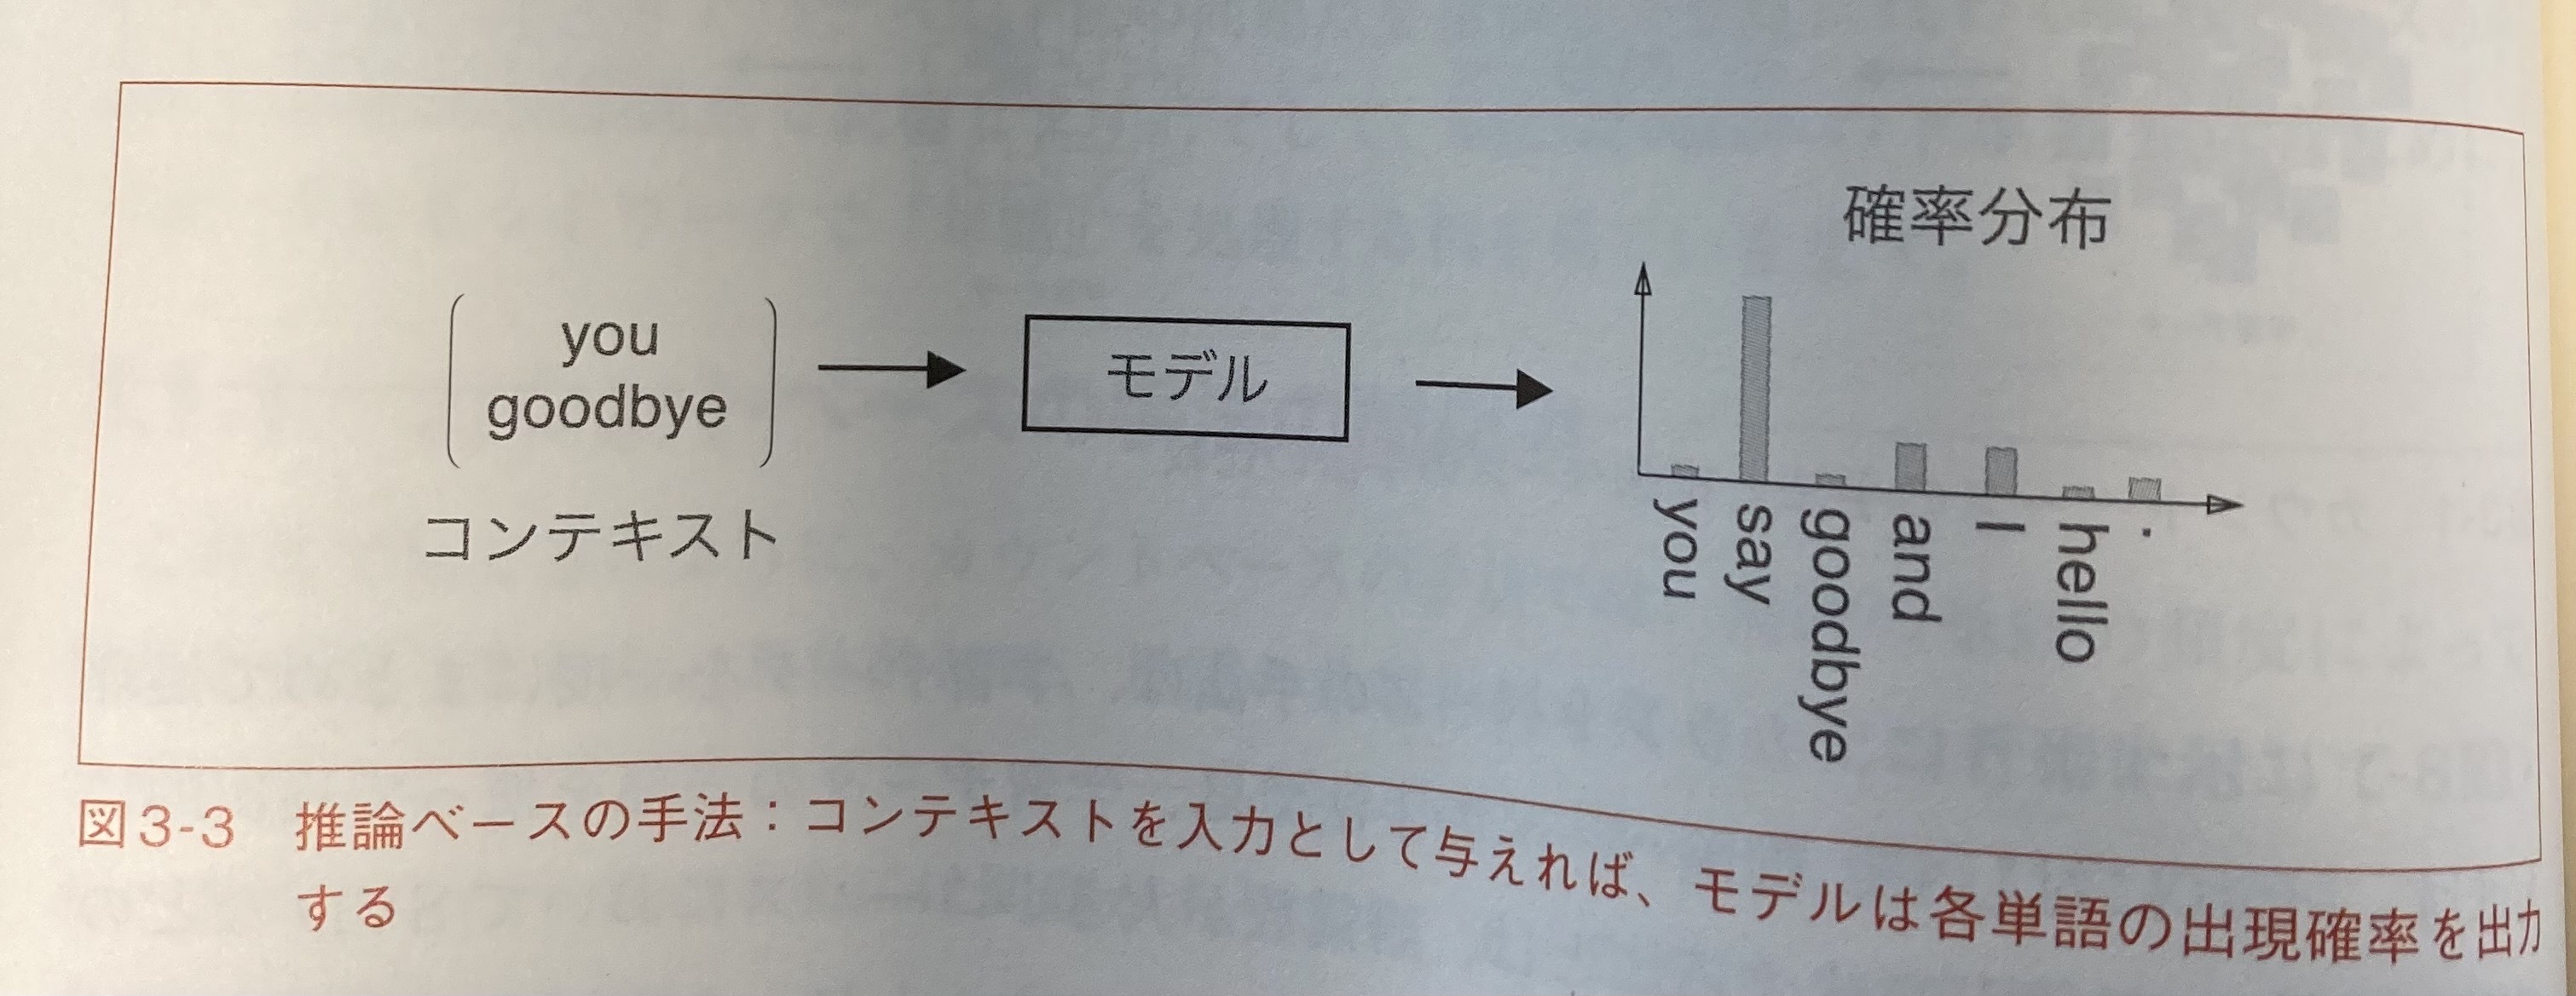 確率分布
you
goodbye
コンテキスト
モデル
you
say
goodbye
and
I
hello
.
図3-3 推論ベースの手法：コンテキストを入力として与えれば、モデルは各単語の出現確率を出力
する